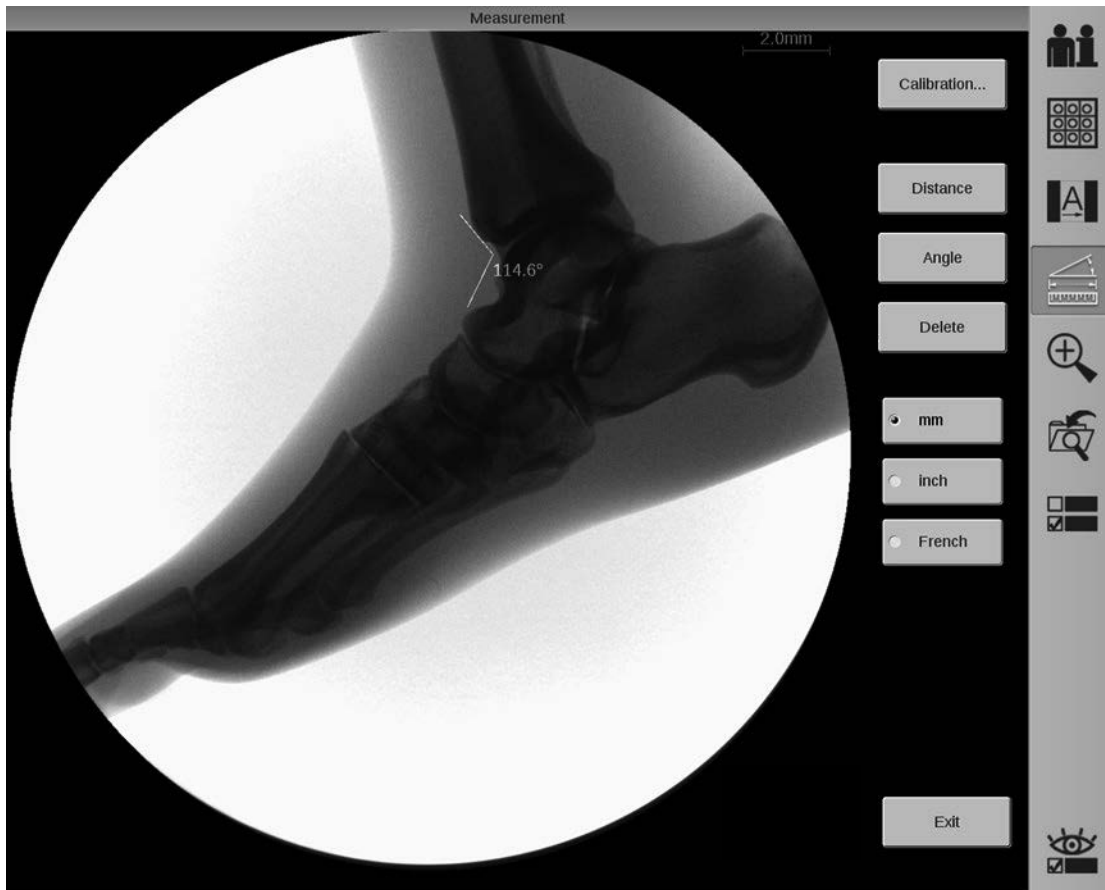 Measurement
2.0mm
Calibration...
Distance
114.6°
Angle
Delete
mm
inch
French
Exit
A